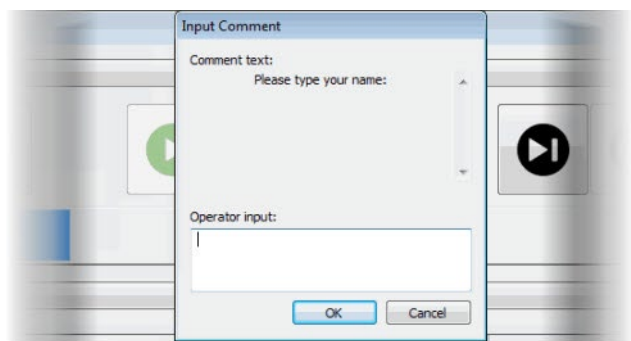 Input Comment
Comment text:
Please type your name:
Operator input:
OK Cancel